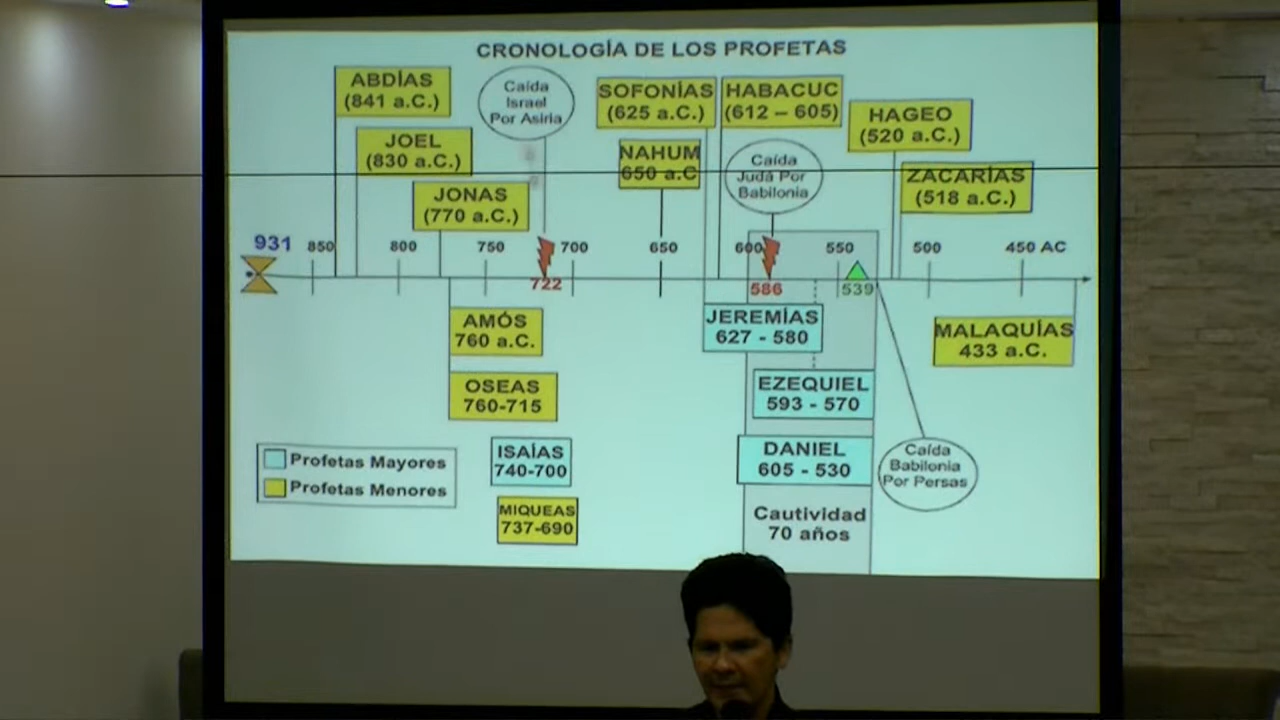 CRONOLOGÍA DE LOS PROFETAS
ABDÍAS
(841 a.C.)
JOEL
(830 a.C.)
JONAS
(770 a.C.)
Caída
Israel
Por Asiria
SOFONÍAS
(625 a.C.)
NAHUM
650 a.C
HABACUC
(612 – 605)
Caída
Judá Por
Babilonia
HAGEO
(520 a.C.)
ZACARÍAS
(518 a.C.)
931 850 800 750 700 650 600 550 500 450 AC
722 586 539
AMÓS
760 a.C.
OSEAS
760-715
ISAÍAS
740-700
MIQUEAS
737-690
JEREMÍAS
627 - 580
EZEQUIEL
593 - 570
DANIEL
605 - 530
Cautividad
70 años
MALAQUÍAS
433 a.C.
Caída
Babilonia
Por Persas
Profetas Mayores
Profetas Menores